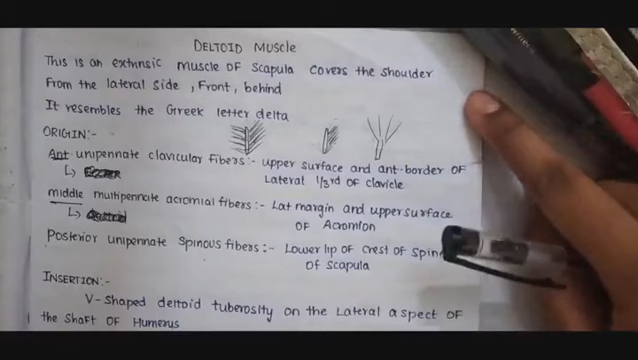 DELTOID MUSCLE
This is an extrinsic muscle of scapula covers the shoulder
From the lateral side, Front, behind
It resembles the Greek letter delta
ORIGIN:-
Ant unipennate clavicular fibers:- upper surface and ant. border of
Lateral 1/3rd of clavicle
middle multipennate acromial fibers:- Lat margin and upper surface
of Acromion
Posterior unipennate spinous fibers:- Lower lip of crest of Spin
of scapula
INSERTION:-
V-Shaped deltoid tuberosity on the Lateral aspect of
the shaft of Humerus